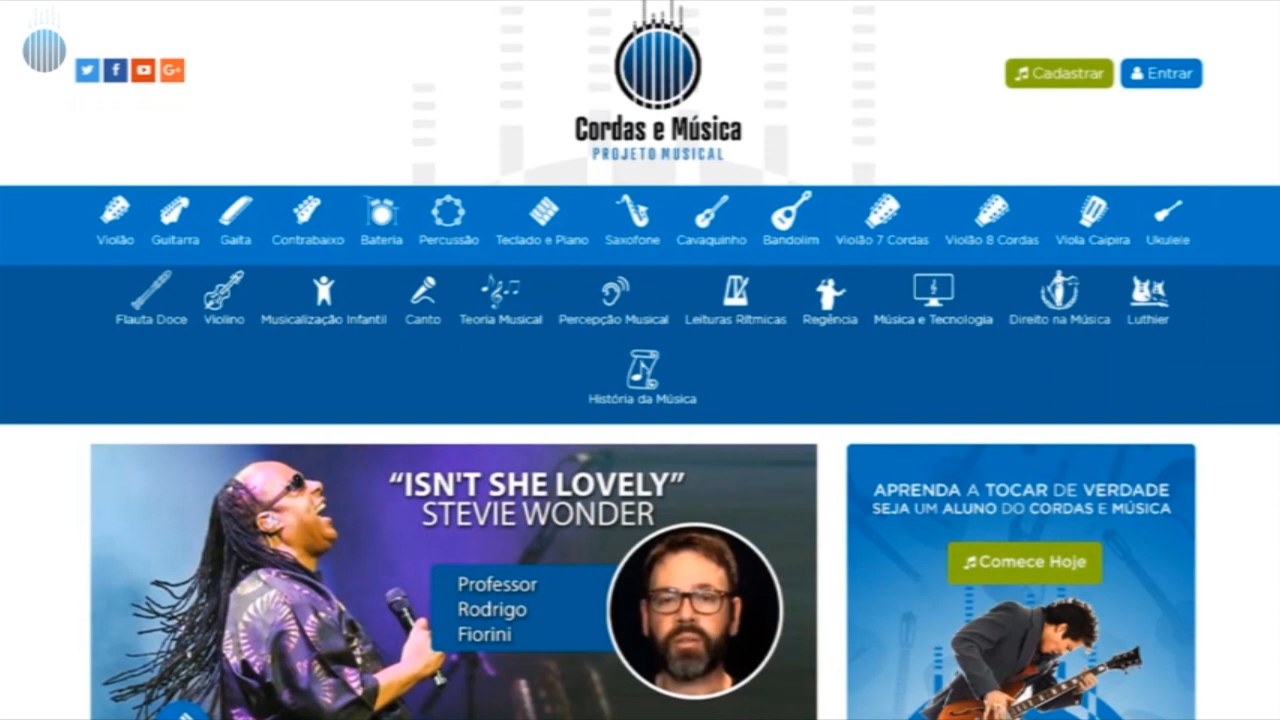 Cadastrar
Entrar
Cordas e Música
PROJETO MUSICAL
Violão
Guitarra
Gaita
Contrabaixo
Bateria
Percussão
Teclado e Piano
Saxofone
Cavaquinho
Bandolim
Violão 7 Cordas
Violão 8 Cordas
Viola Caipira
Ukulele
Flauta Doce
Violino
Musicalização Infantil
Canto
Teoria Musical
Percepção Musical
Leituras Rítmicas
Regência
Música e Tecnologia
Direito na Música
Luthier
História da Música
“ISN'T SHE LOVELY”
STEVIE WONDER
Professor
Rodrigo
Fiorini
APRENDA A TOCAR DE VERDADE
SEJA UM ALUNO DO CORDAS E MÚSICA
Comece Hoje